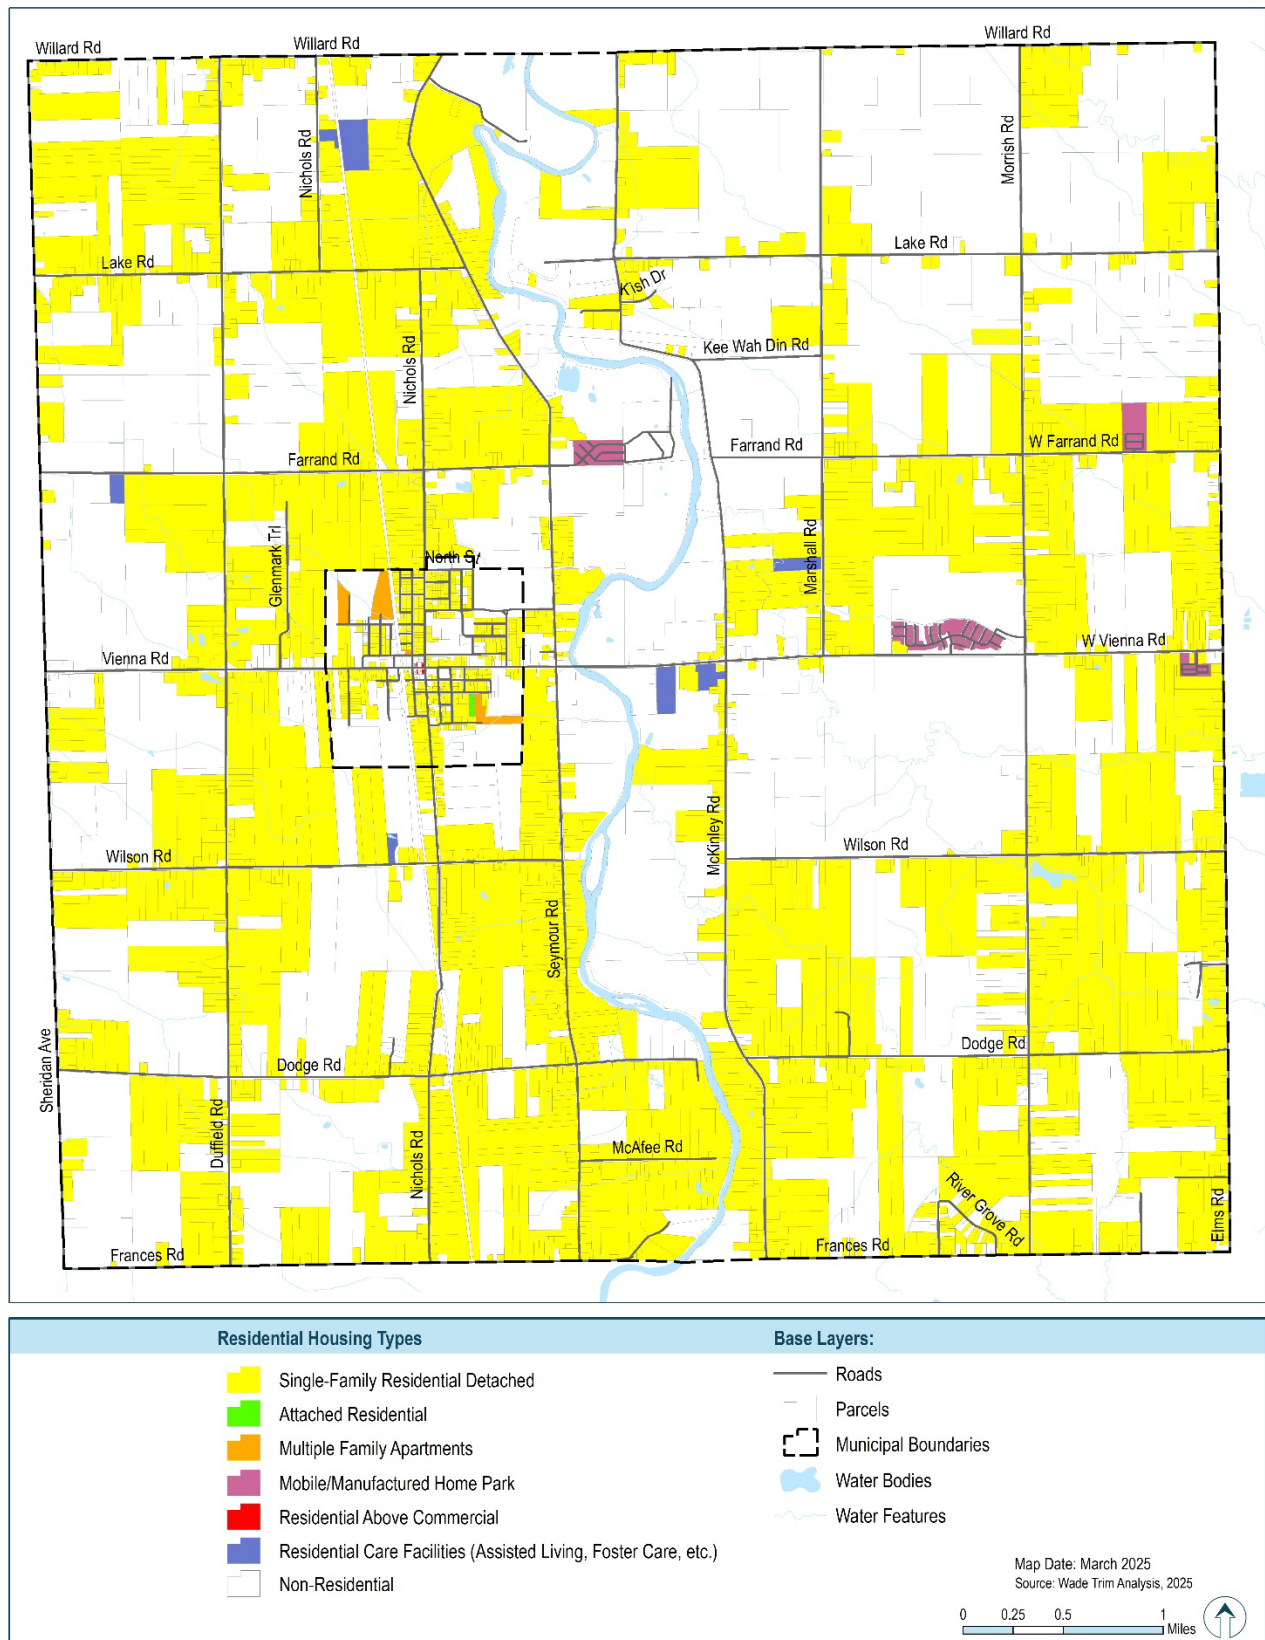 Willard Rd
Willard Rd
Willard Rd
Nichols Rd
Morrish Rd
Lake Rd
Lake Rd
Kish Dr
Kee Wah Din Rd
Nichols Rd
Farrand Rd
Farrand Rd
W Farrand Rd
Glenmark Trl
North St
Marshall Rd
Vienna Rd
W Vienna Rd
McKinley Rd
Wilson Rd
Wilson Rd
Seymour Rd
Sheridan Ave
Dodge Rd
Dodge Rd
Duffield Rd
Nichols Rd
McAfee Rd
River Grove Rd
Elms Rd
Frances Rd
Frances Rd
Residential Housing Types
Single-Family Residential Detached
Attached Residential
Multiple Family Apartments
Mobile/Manufactured Home Park
Residential Above Commercial
Residential Care Facilities (Assisted Living, Foster Care, etc.)
Non-Residential
Base Layers:
Roads
Parcels
Municipal Boundaries
Water Bodies
Water Features
Map Date: March 2025
Source: Wade Trim Analysis, 2025
0 0.25 0.5 1
Miles